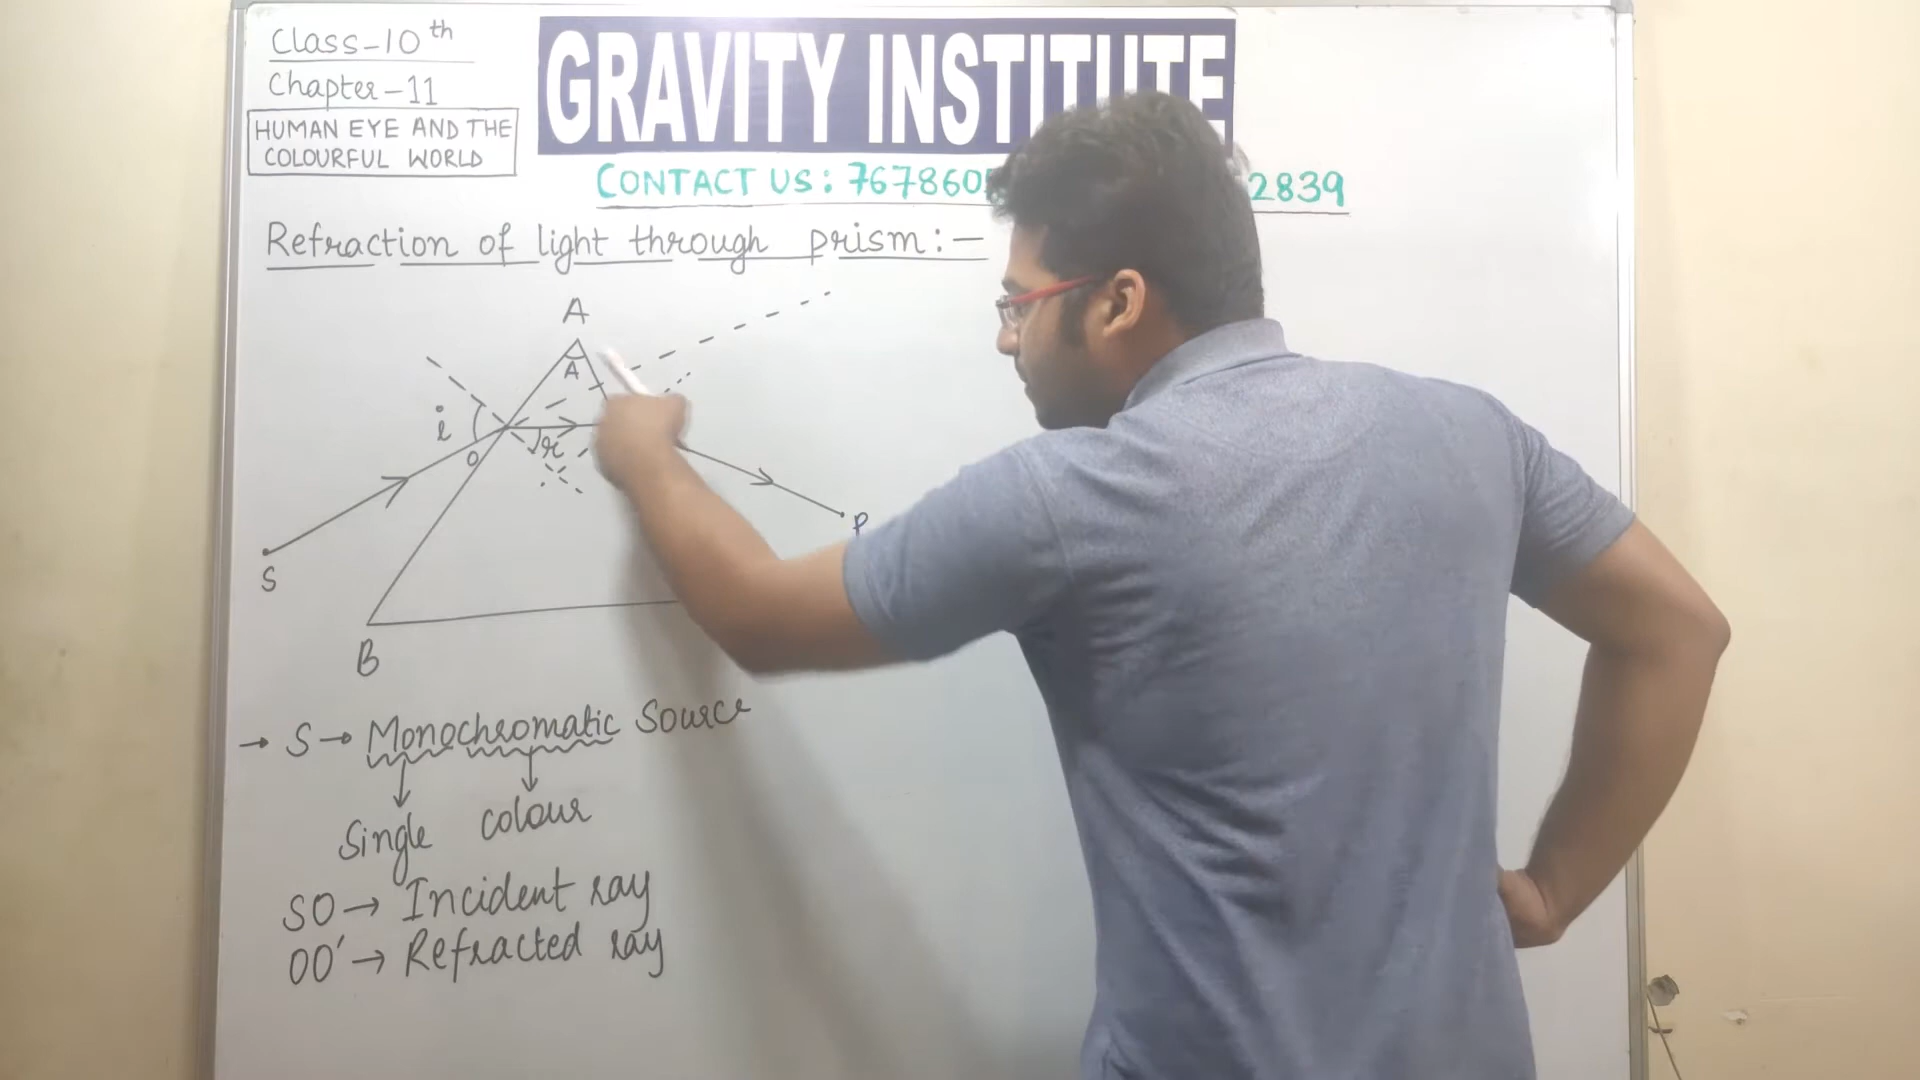 Class-10th
Chapter-11
HUMAN EYE AND THE
COLOURFUL WORLD
GRAVITY INSTITUTE
CONTACT US: 767860 2839
Refraction of light through prism:-
A
A
i
r
O
S
P
B
→ S→ Monochromatic Source
Single colour
SO→ Incident ray
OO'→ Refracted ray